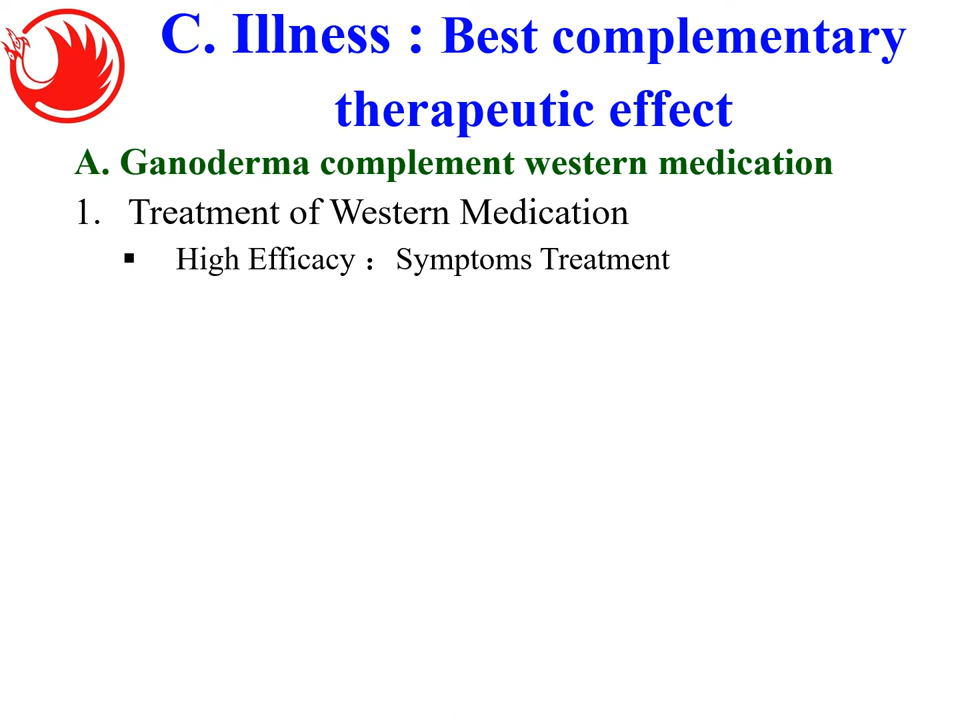 C. Illness : Best complementary
therapeutic effect
A. Ganoderma complement western medication
1. Treatment of Western Medication
▪ High Efficacy ： Symptoms Treatment